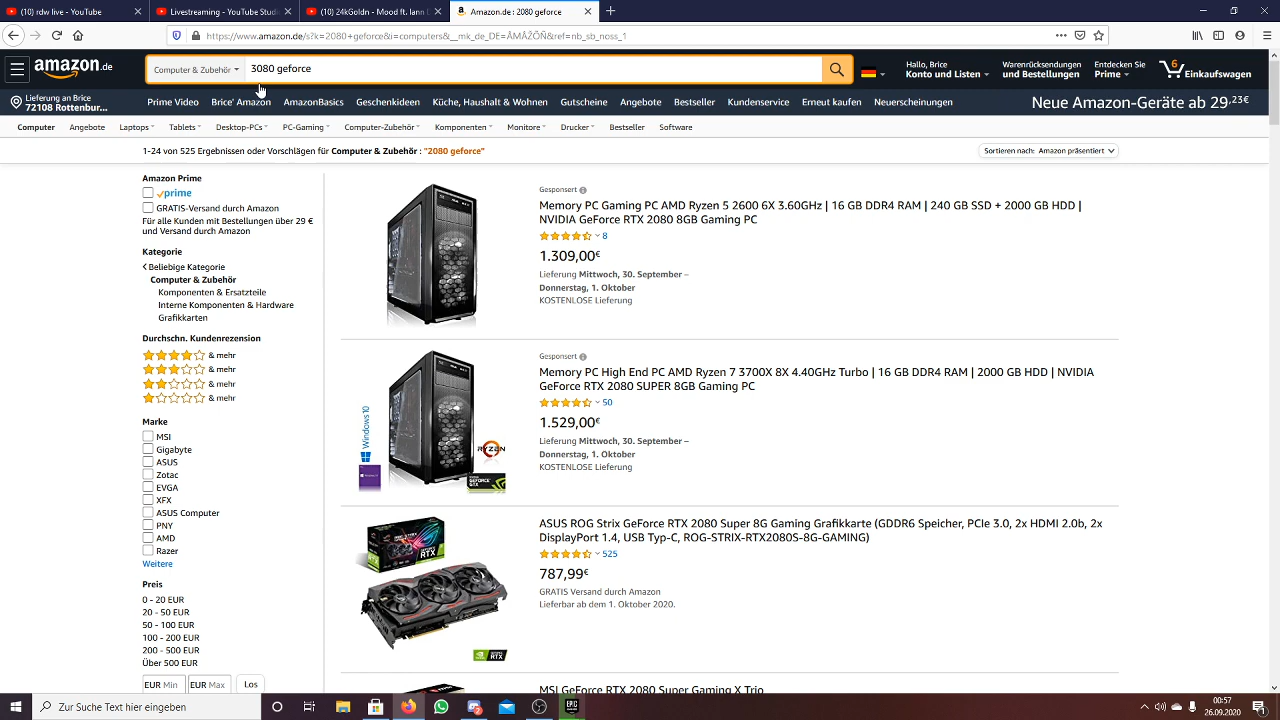 (10) rdw live - YouTube
Livestreaming - YouTube Stud
(10) 24kGoldn - Mood ft. Iann D
Amazon.de : 2080 geforce
https://www.amazon.de/s?k=2080+geforce&i=computers&__mk_de_DE=ÅMÅŽÕÑ&ref=nb_sb_noss_1
amazon.de
Computer & Zubehör
3080 geforce
Hallo, Brice
Konto und Listen
Warenrücksendungen
und Bestellungen
Entdecken Sie
Prime
6
Einkaufswagen
Lieferung an Brice
72108 Rottenbur...
Prime Video
Brice' Amazon
AmazonBasics
Geschenkideen
Küche, Haushalt & Wohnen
Gutscheine
Angebote
Bestseller
Kundenservice
Erneut kaufen
Neuerscheinungen
Neue Amazon-Geräte ab 29,23€
Computer
Angebote
Laptops
Tablets
Desktop-PCs
PC-Gaming
Computer-Zubehör
Komponenten
Monitore
Drucker
Bestseller
Software
1-24 von 525 Ergebnissen oder Vorschlägen für Computer & Zubehör : "2080 geforce"
Sortieren nach: Amazon präsentiert
Amazon Prime
prime
GRATIS-Versand durch Amazon
Für alle Kunden mit Bestellungen über 29 €
und Versand durch Amazon
Kategorie
Beliebige Kategorie
Computer & Zubehör
Komponenten & Ersatzteile
Interne Komponenten & Hardware
Grafikkarten
Durchschn. Kundenrezension
& mehr
& mehr
& mehr
& mehr
Marke
MSI
Gigabyte
ASUS
Zotac
EVGA
XFX
ASUS Computer
PNY
AMD
Razer
Weitere
Preis
0 - 20 EUR
20 - 50 EUR
50 - 100 EUR
100 - 200 EUR
200 - 500 EUR
Über 500 EUR
EUR Min
EUR Max
Los
Gesponsert
Memory PC Gaming PC AMD Ryzen 5 2600 6X 3.60GHz | 16 GB DDR4 RAM | 240 GB SSD + 2000 GB HDD |
NVIDIA GeForce RTX 2080 8GB Gaming PC
8
1.309,00€
Lieferung Mittwoch, 30. September –
Donnerstag, 1. Oktober
KOSTENLOSE Lieferung
Gesponsert
Memory PC High End PC AMD Ryzen 7 3700X 8X 4.40GHz Turbo | 16 GB DDR4 RAM | 2000 GB HDD | NVIDIA
GeForce RTX 2080 SUPER 8GB Gaming PC
50
1.529,00€
Lieferung Mittwoch, 30. September –
Donnerstag, 1. Oktober
KOSTENLOSE Lieferung
Windows 10
RYZEN
ASUS ROG Strix GeForce RTX 2080 Super 8G Gaming Grafikkarte (GDDR6 Speicher, PCIe 3.0, 2x HDMI 2.0b, 2x
DisplayPort 1.4, USB Typ-C, ROG-STRIX-RTX2080S-8G-GAMING)
525
787,99€
GRATIS Versand durch Amazon
Lieferbar ab dem 1. Oktober 2020.
RTX
MSI GeForce RTX 2080 Super Gaming X Trio
Zur Suche Text hier eingeben
EPIC
00:57
26.09.2020